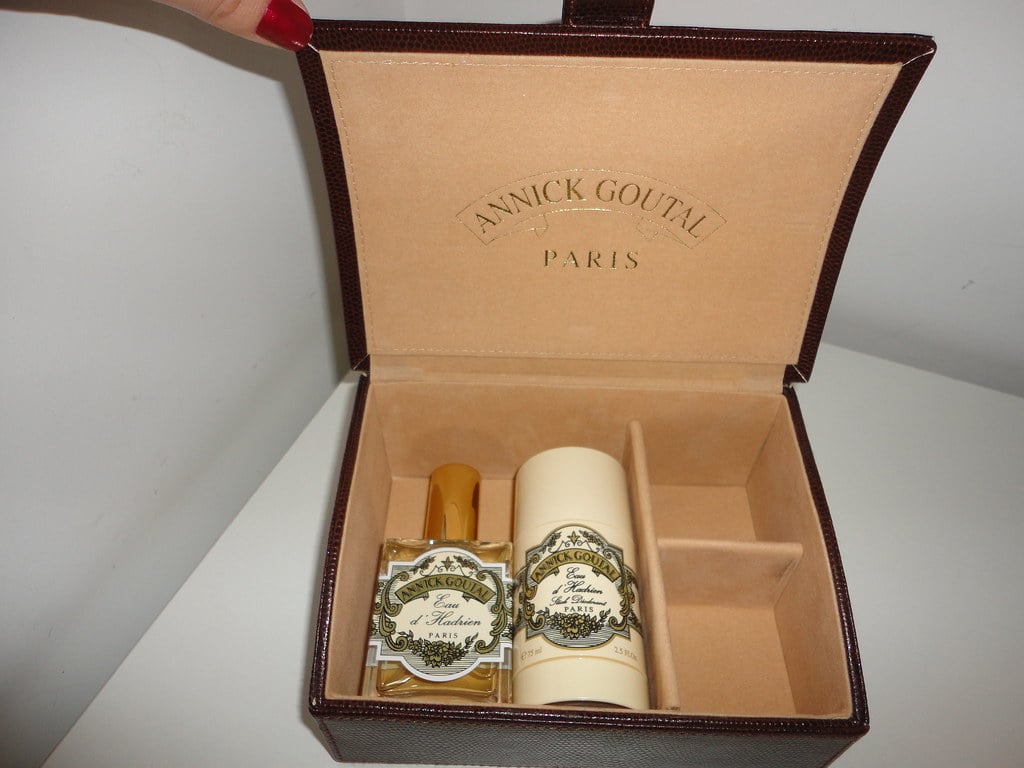 ANNICK GOUTAL
PARIS
ANNICK GOUTAL
Eau
d'Hadrien
PARIS
ANNICK GOUTAL
Eau
d'Hadrien
Stick Deodorant
PARIS
℮ 75 ml 2.5 Fl.Oz.